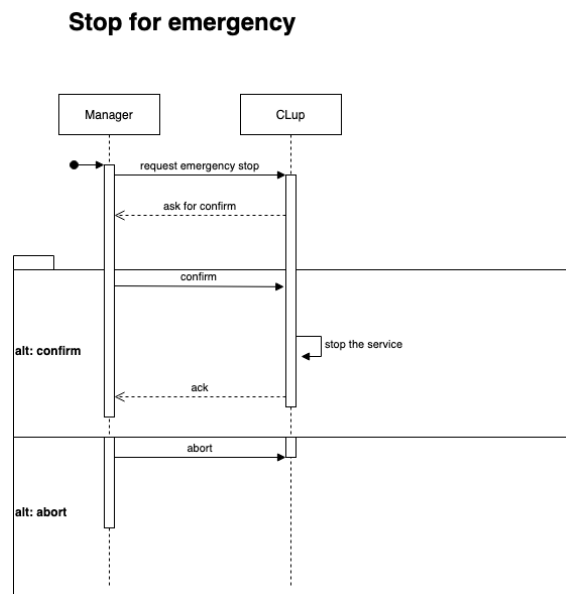 Stop for emergency
Manager
CLup
request emergency stop
ask for confirm
confirm
stop the service
alt: confirm
ack
abort
alt: abort